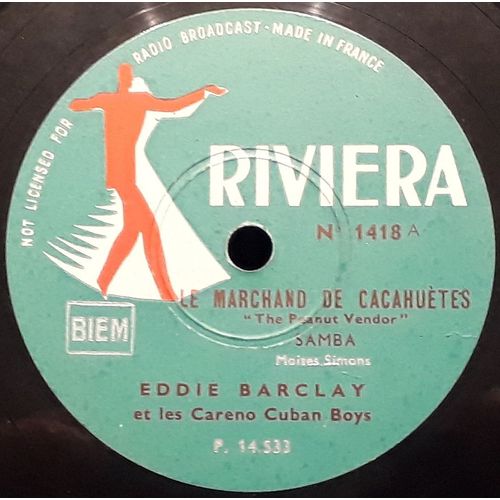 NOT LICENSED FOR RADIO BROADCAST - MADE IN FRANCE
RIVIERA
N° 1418 A
LE MARCHAND DE CACAHUÈTES
"The Peanut Vendor"
SAMBA
Moïses Simons
BIEM
EDDIE BARCLAY
et les Careno Cuban Boys
P. 14.533